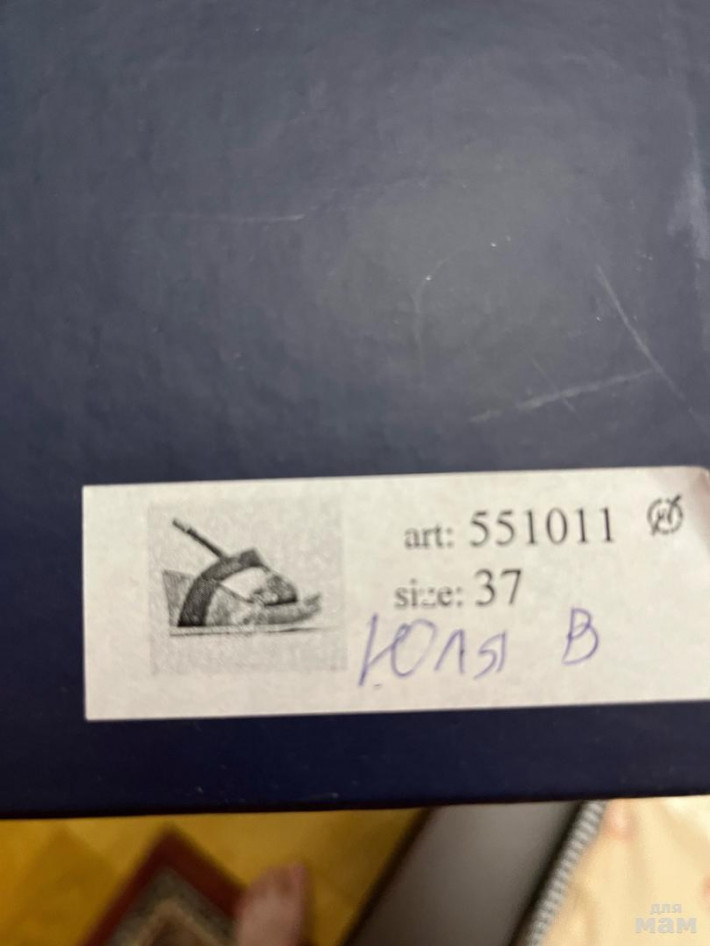 art: 551011
size: 37
Юля В
для
мам